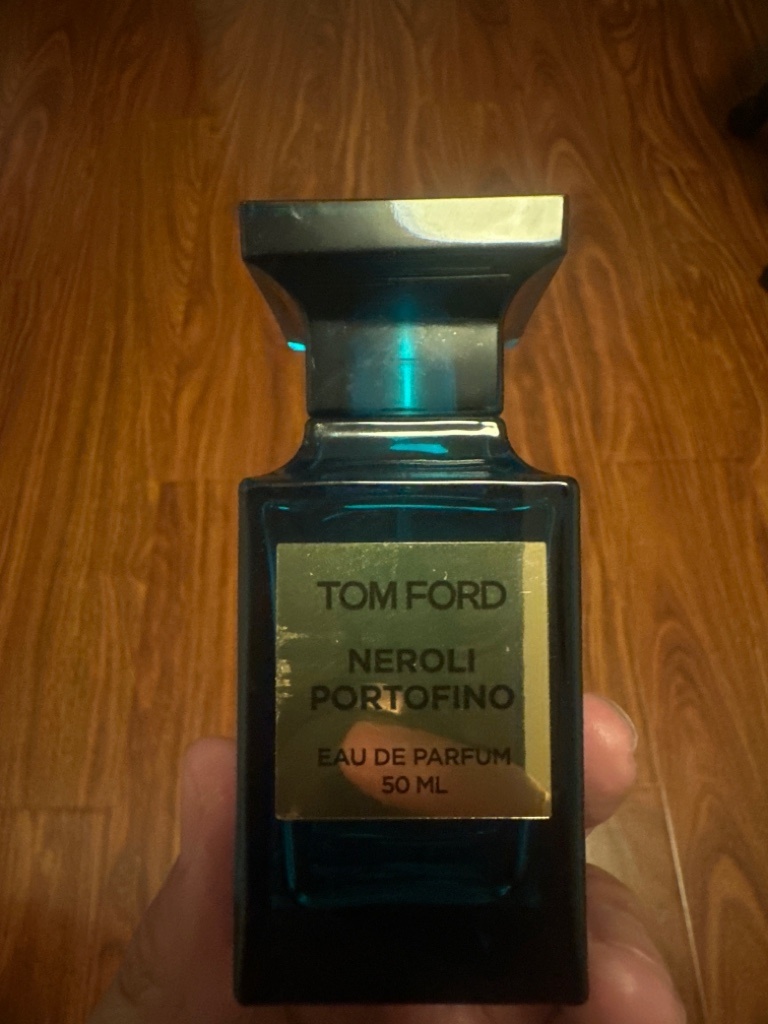 TOM FORD
NEROLI
PORTOFINO
EAU DE PARFUM
50 ML